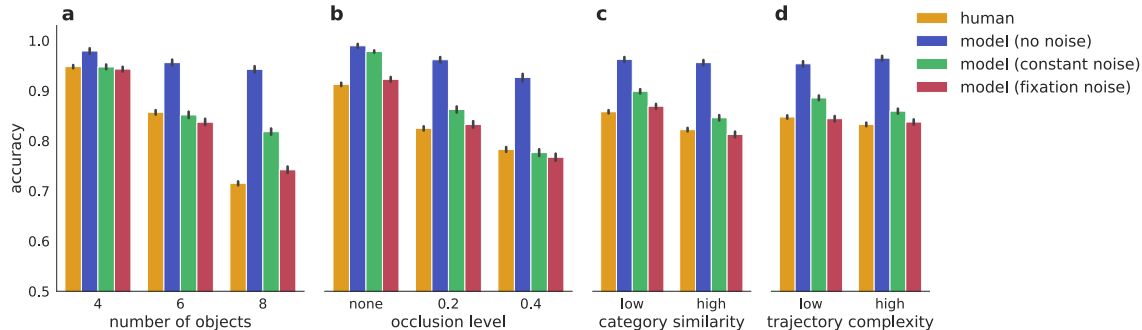 a
b
c
d
human
model (no noise)
model (constant noise)
model (fixation noise)
accuracy
1.0
0.9
0.8
0.7
0.6
0.5
4 6 8
number of objects
none 0.2 0.4
occlusion level
low high
category similarity
low high
trajectory complexity